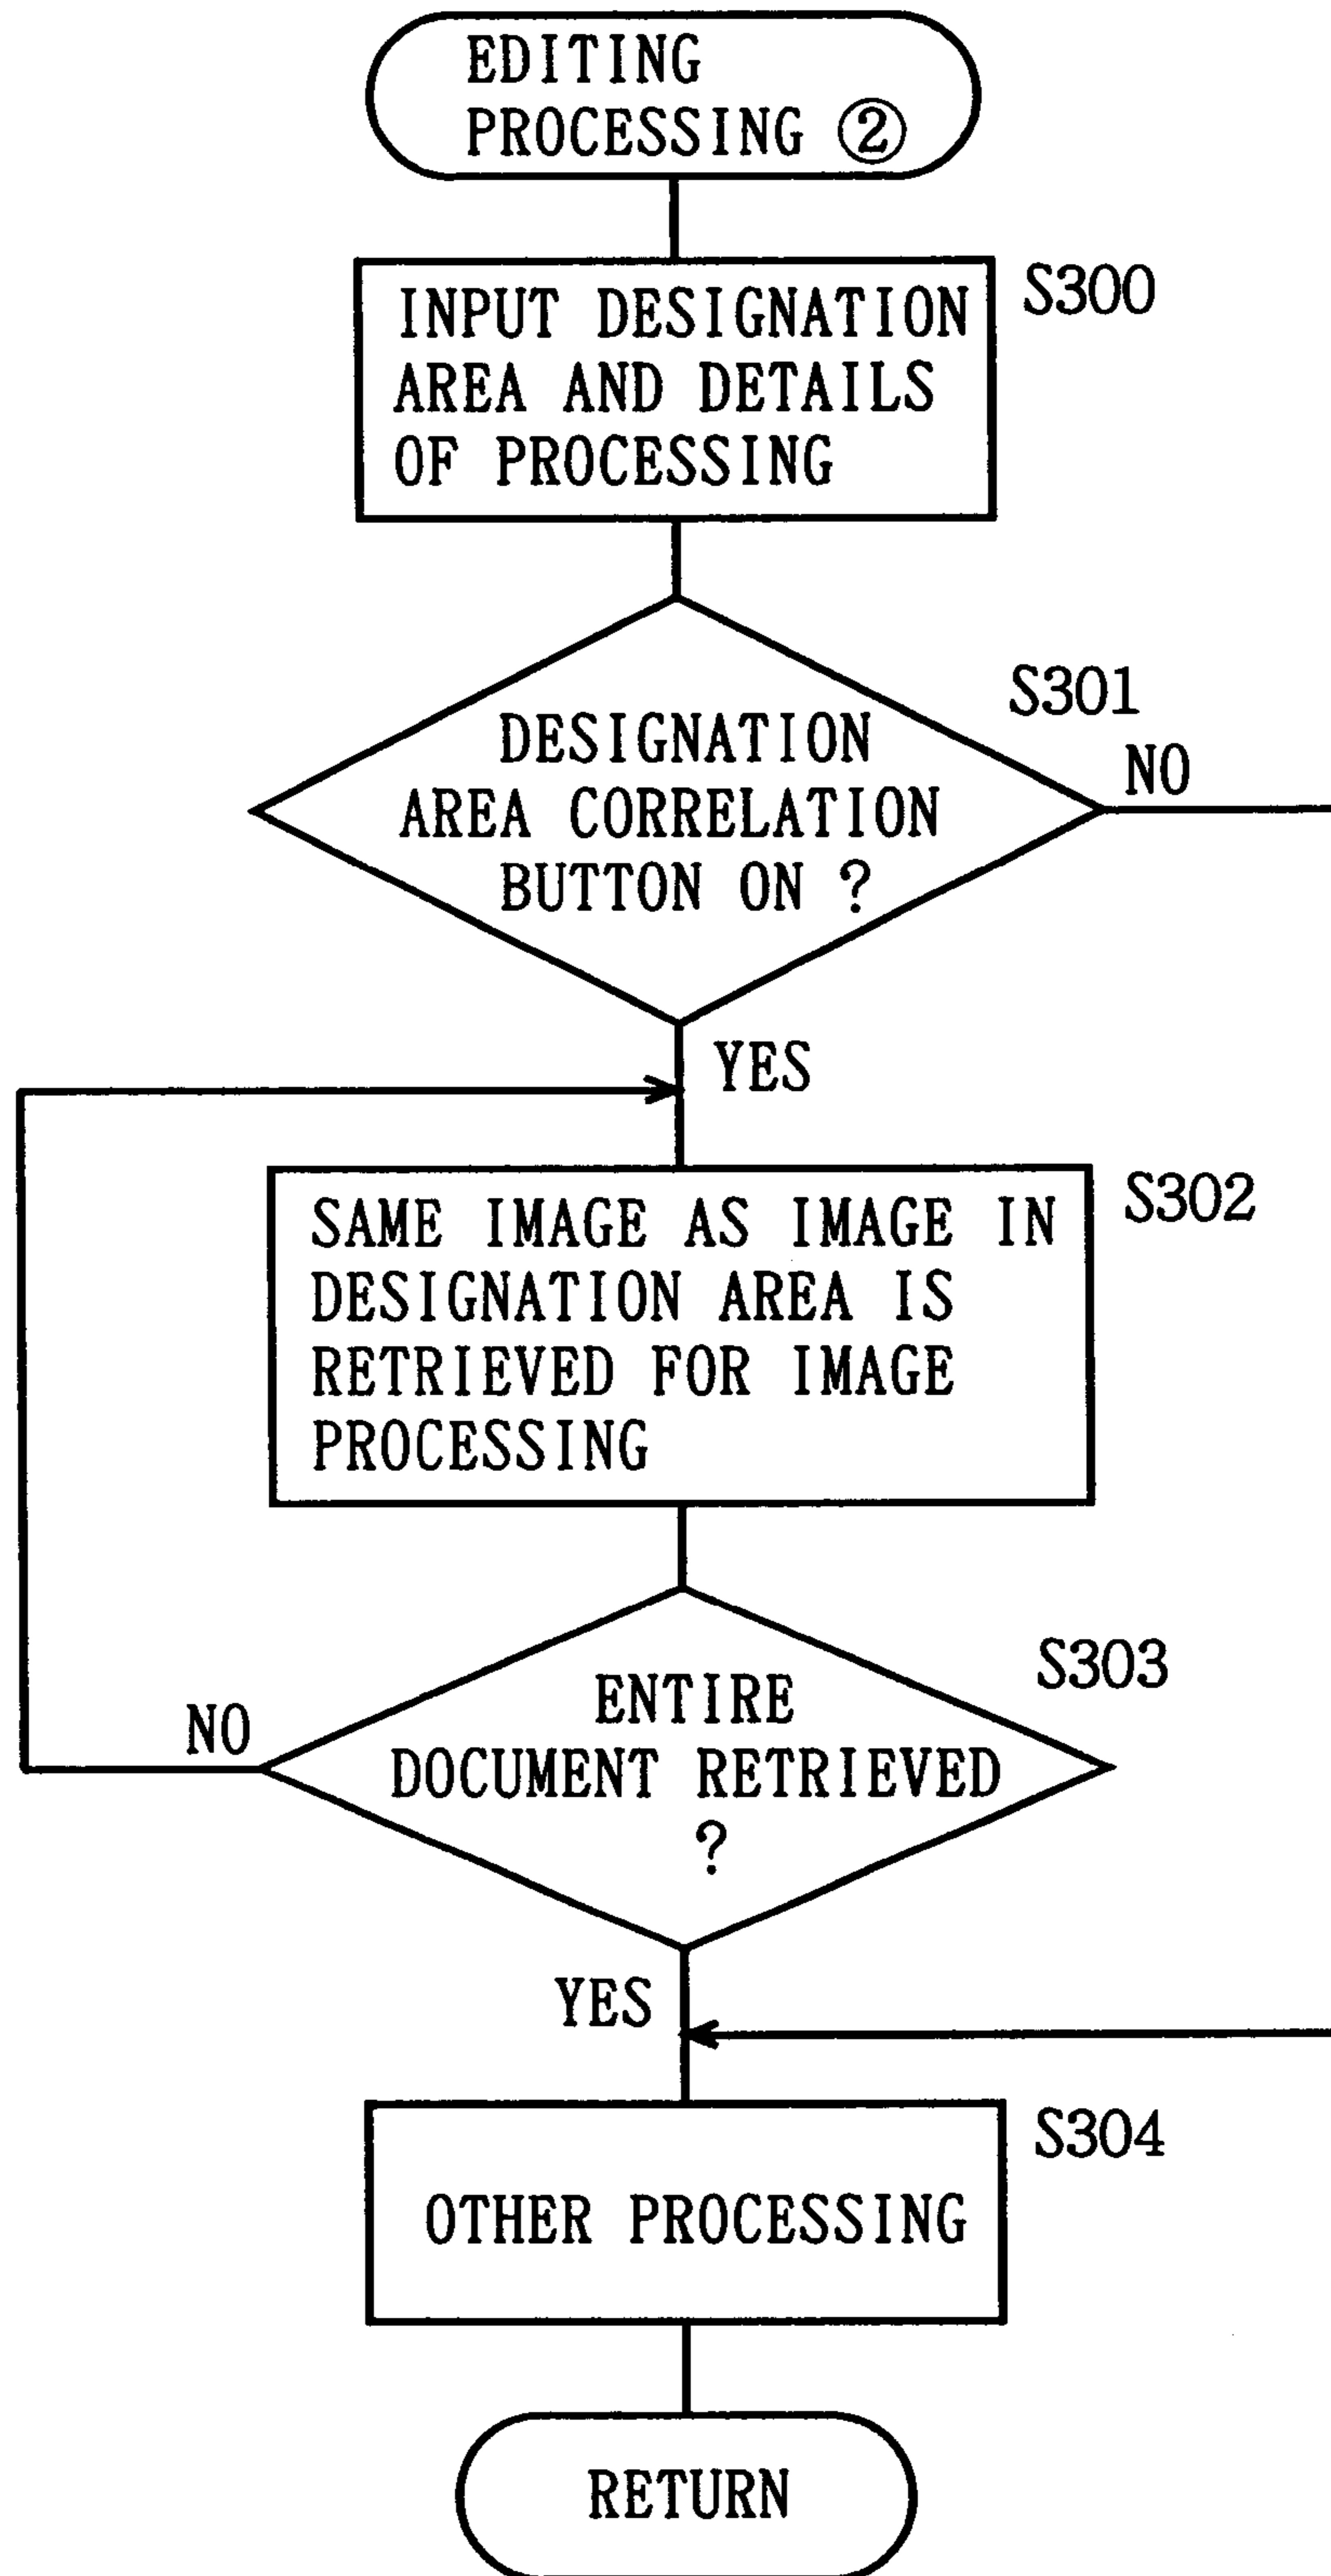 EDITING
PROCESSING ②
S300
INPUT DESIGNATION
AREA AND DETAILS
OF PROCESSING
S301
DESIGNATION
AREA CORRELATION
BUTTON ON ?
NO
YES
S302
SAME IMAGE AS IMAGE IN
DESIGNATION AREA IS
RETRIEVED FOR IMAGE
PROCESSING
S303
ENTIRE
DOCUMENT RETRIEVED
?
NO
YES
S304
OTHER PROCESSING
RETURN